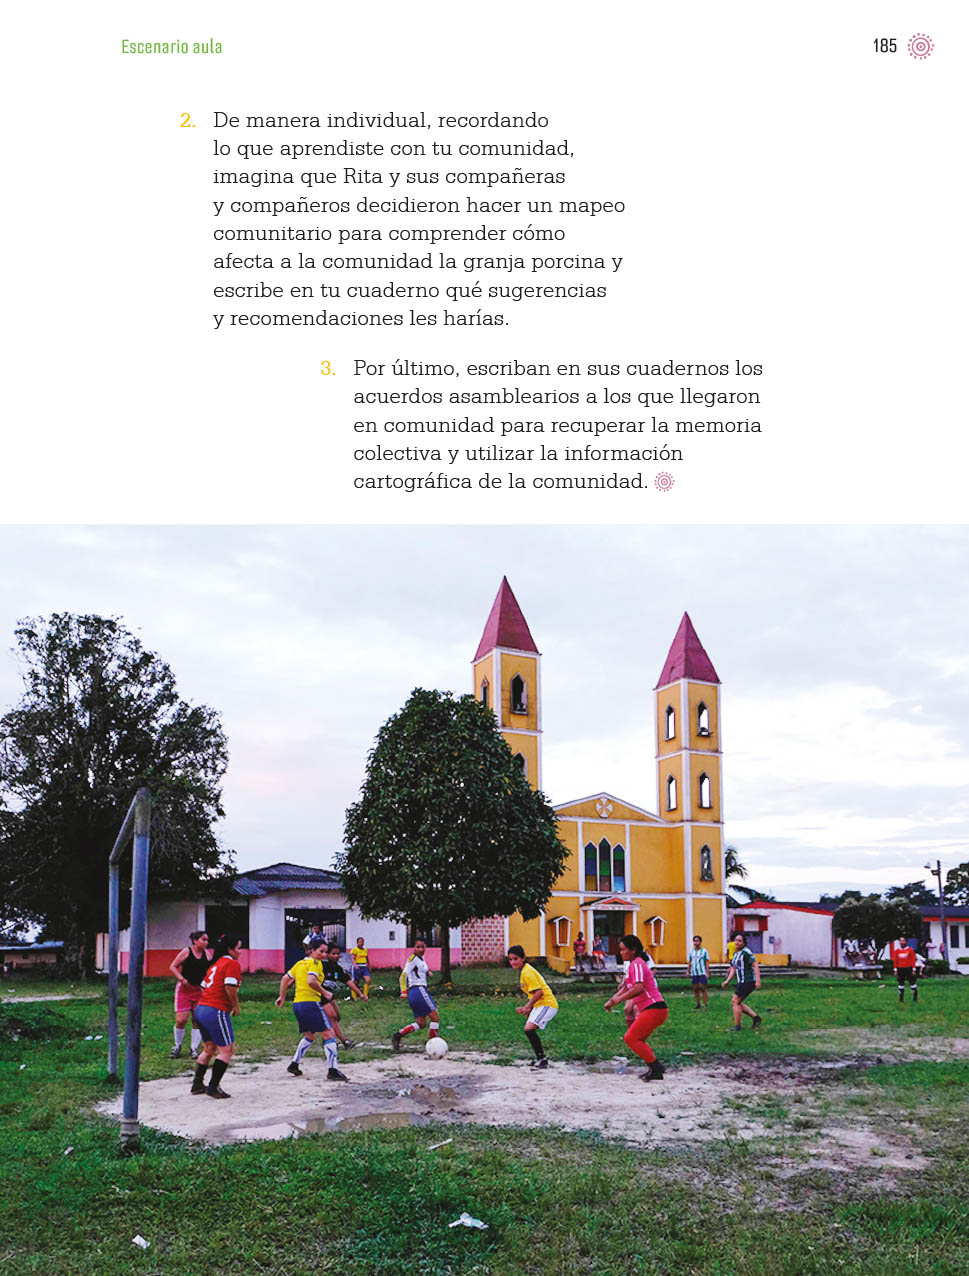 Escenario aula
185
2. De manera individual, recordando
lo que aprendiste con tu comunidad,
imagina que Rita y sus compañeras
y compañeros decidieron hacer un mapeo
comunitario para comprender cómo
afecta a la comunidad la granja porcina y
escribe en tu cuaderno qué sugerencias
y recomendaciones les harías.
3. Por último, escriban en sus cuadernos los
acuerdos asamblearios a los que llegaron
en comunidad para recuperar la memoria
colectiva y utilizar la información
cartográfica de la comunidad.